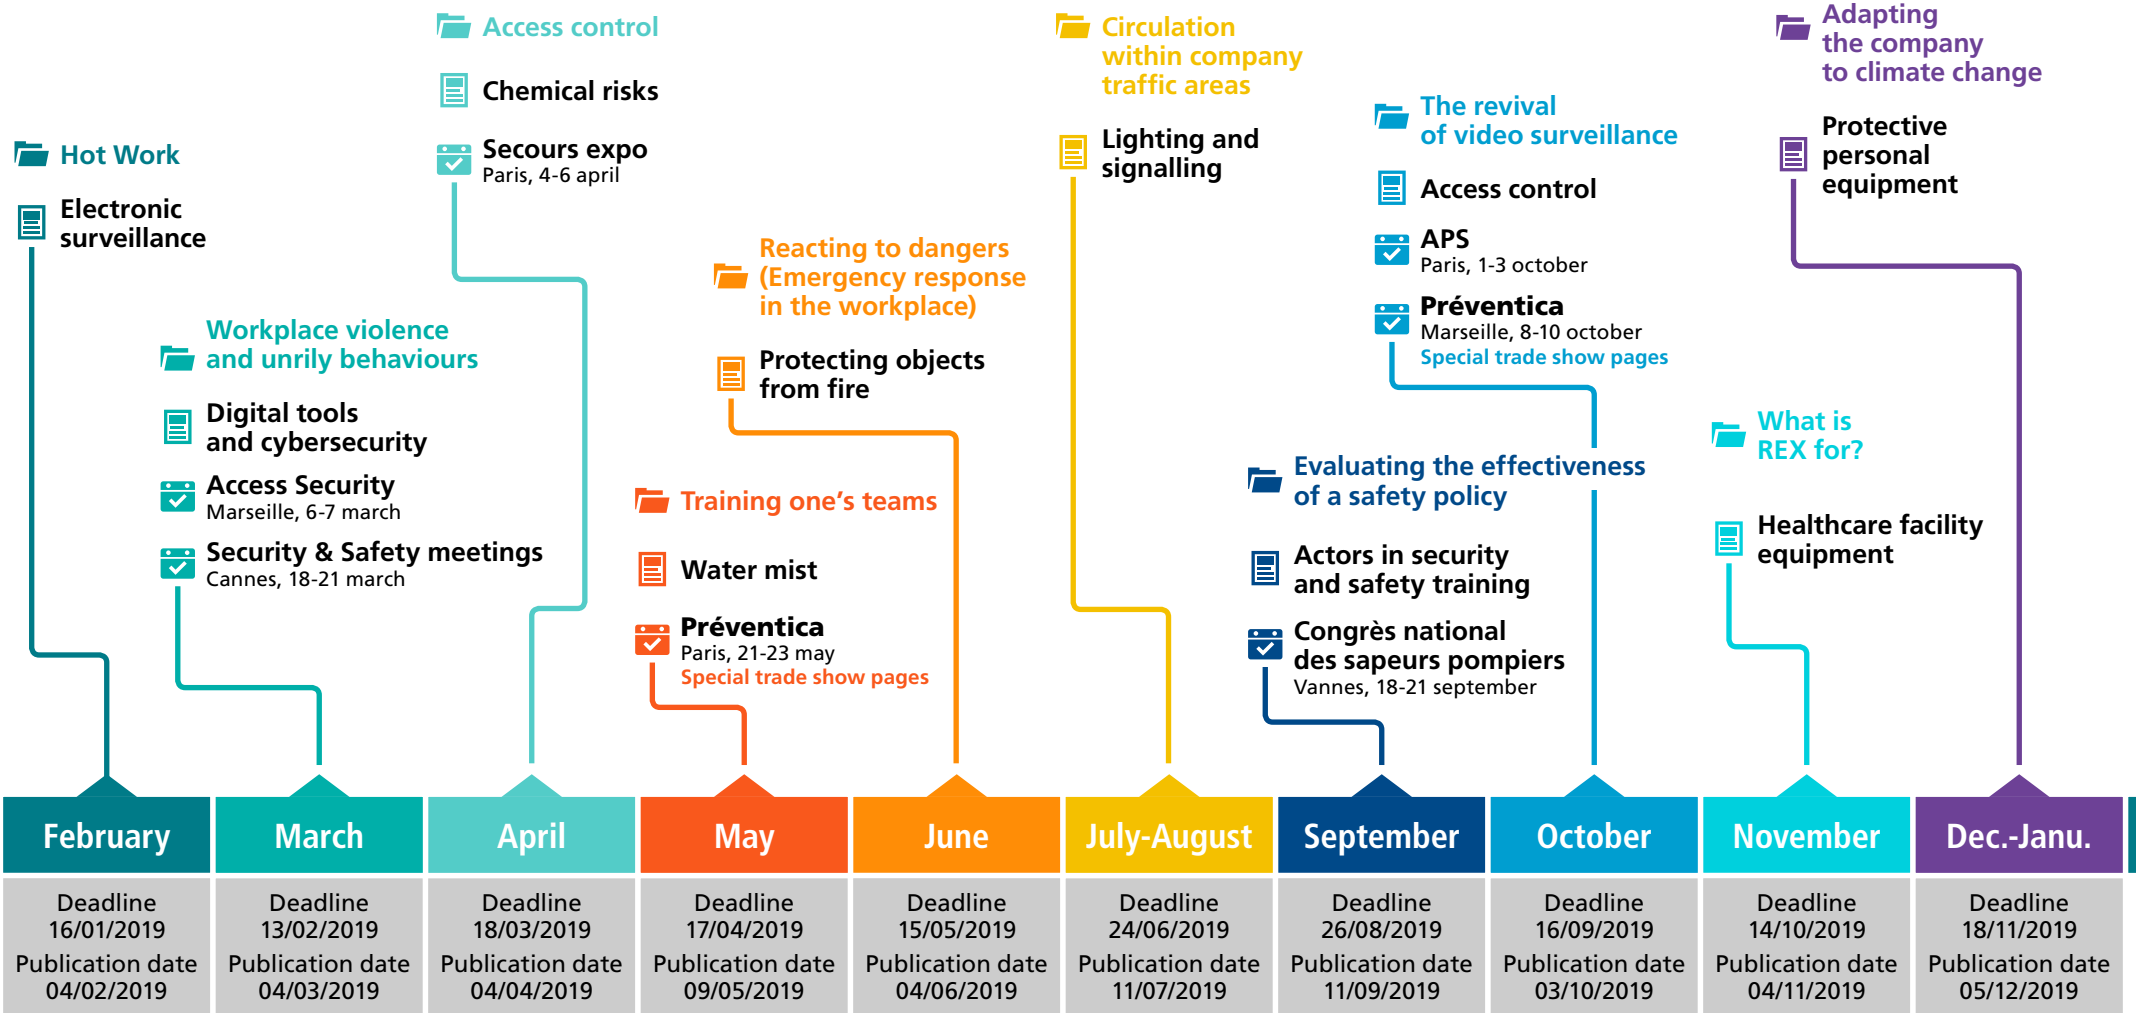 Hot Work
Electronic
surveillance
Workplace violence
and unrily behaviours
Digital tools
and cybersecurity
Access Security
Marseille, 6-7 march
Security & Safety meetings
Cannes, 18-21 march
Access control
Chemical risks
Secours expo
Paris, 4-6 april
Training one’s teams
Water mist
Préventica
Paris, 21-23 may
Special trade show pages
Reacting to dangers
(Emergency response
in the workplace)
Protecting objects
from fire
Circulation
within company
traffic areas
Lighting and
signalling
Evaluating the effectiveness
of a safety policy
Actors in security
and safety training
Congrès national
des sapeurs pompiers
Vannes, 18-21 september
The revival
of video surveillance
Access control
APS
Paris, 1-3 october
Préventica
Marseille, 8-10 october
Special trade show pages
What is
REX for?
Healthcare facility
equipment
Adapting
the company
to climate change
Protective
personal
equipment
February
Deadline
16/01/2019
Publication date
04/02/2019
March
Deadline
13/02/2019
Publication date
04/03/2019
April
Deadline
18/03/2019
Publication date
04/04/2019
May
Deadline
17/04/2019
Publication date
09/05/2019
June
Deadline
15/05/2019
Publication date
04/06/2019
July-August
Deadline
24/06/2019
Publication date
11/07/2019
September
Deadline
26/08/2019
Publication date
11/09/2019
October
Deadline
16/09/2019
Publication date
03/10/2019
November
Deadline
14/10/2019
Publication date
04/11/2019
Dec.-Janu.
Deadline
18/11/2019
Publication date
05/12/2019